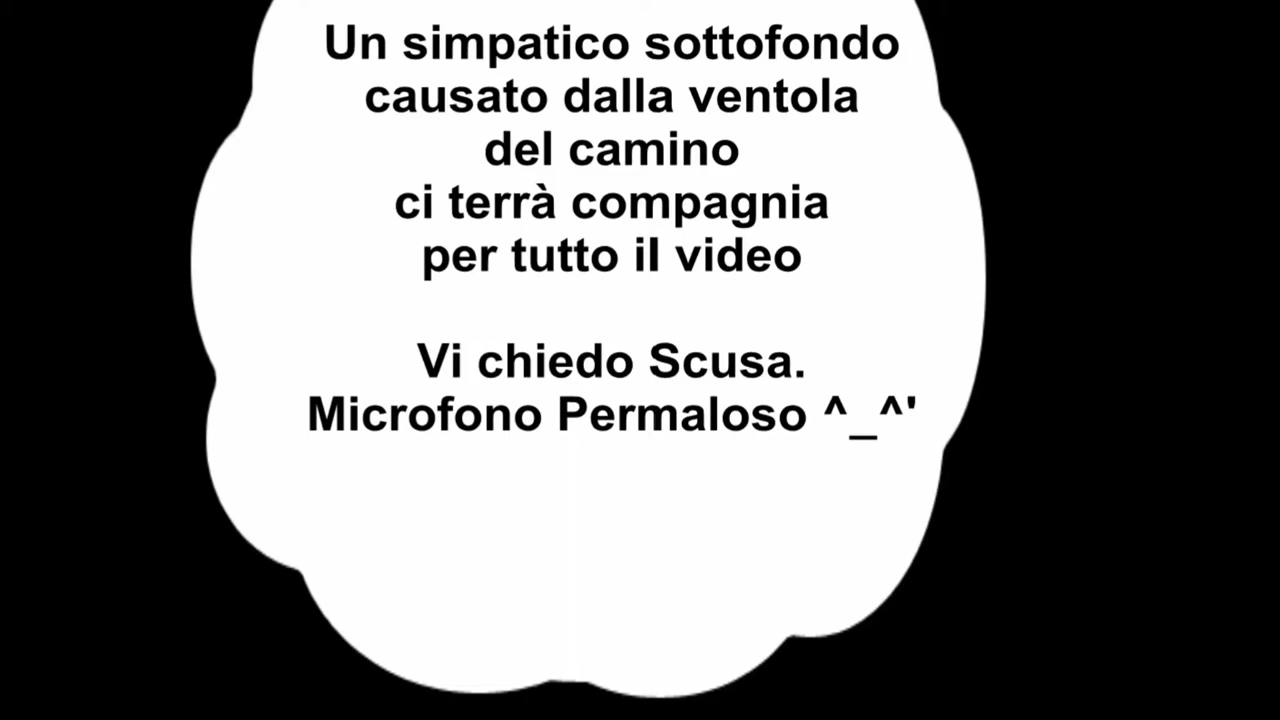 Un simpatico sottofondo
causato dalla ventola
del camino
ci terrà compagnia
per tutto il video
Vi chiedo Scusa.
Microfono Permaloso ^_^'